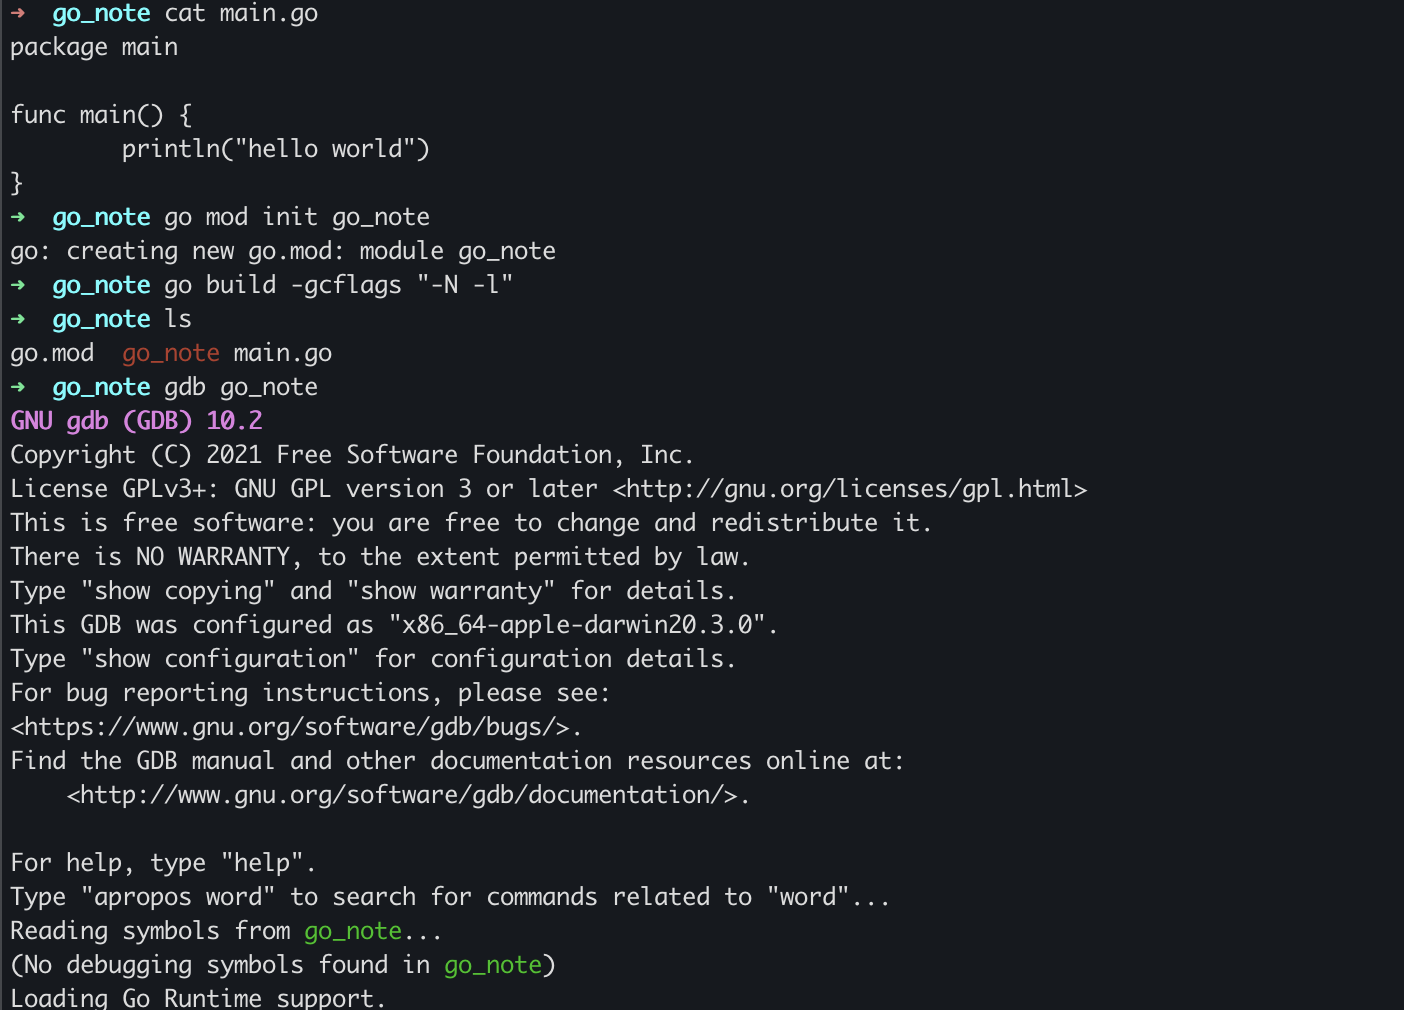 → go_note cat main.go
package main
func main() {
println("hello world")
}
→ go_note go mod init go_note
go: creating new go.mod: module go_note
→ go_note go build -gcflags "-N -l"
→ go_note ls
go.mod go_note main.go
→ go_note gdb go_note
GNU gdb (GDB) 10.2
Copyright (C) 2021 Free Software Foundation, Inc.
License GPLv3+: GNU GPL version 3 or later <http://gnu.org/licenses/gpl.html>
This is free software: you are free to change and redistribute it.
There is NO WARRANTY, to the extent permitted by law.
Type "show copying" and "show warranty" for details.
This GDB was configured as "x86_64-apple-darwin20.3.0".
Type "show configuration" for configuration details.
For bug reporting instructions, please see:
<https://www.gnu.org/software/gdb/bugs/>.
Find the GDB manual and other documentation resources online at:
<http://www.gnu.org/software/gdb/documentation/>.
For help, type "help".
Type "apropos word" to search for commands related to "word"...
Reading symbols from go_note...
(No debugging symbols found in go_note)
Loading Go Runtime support.